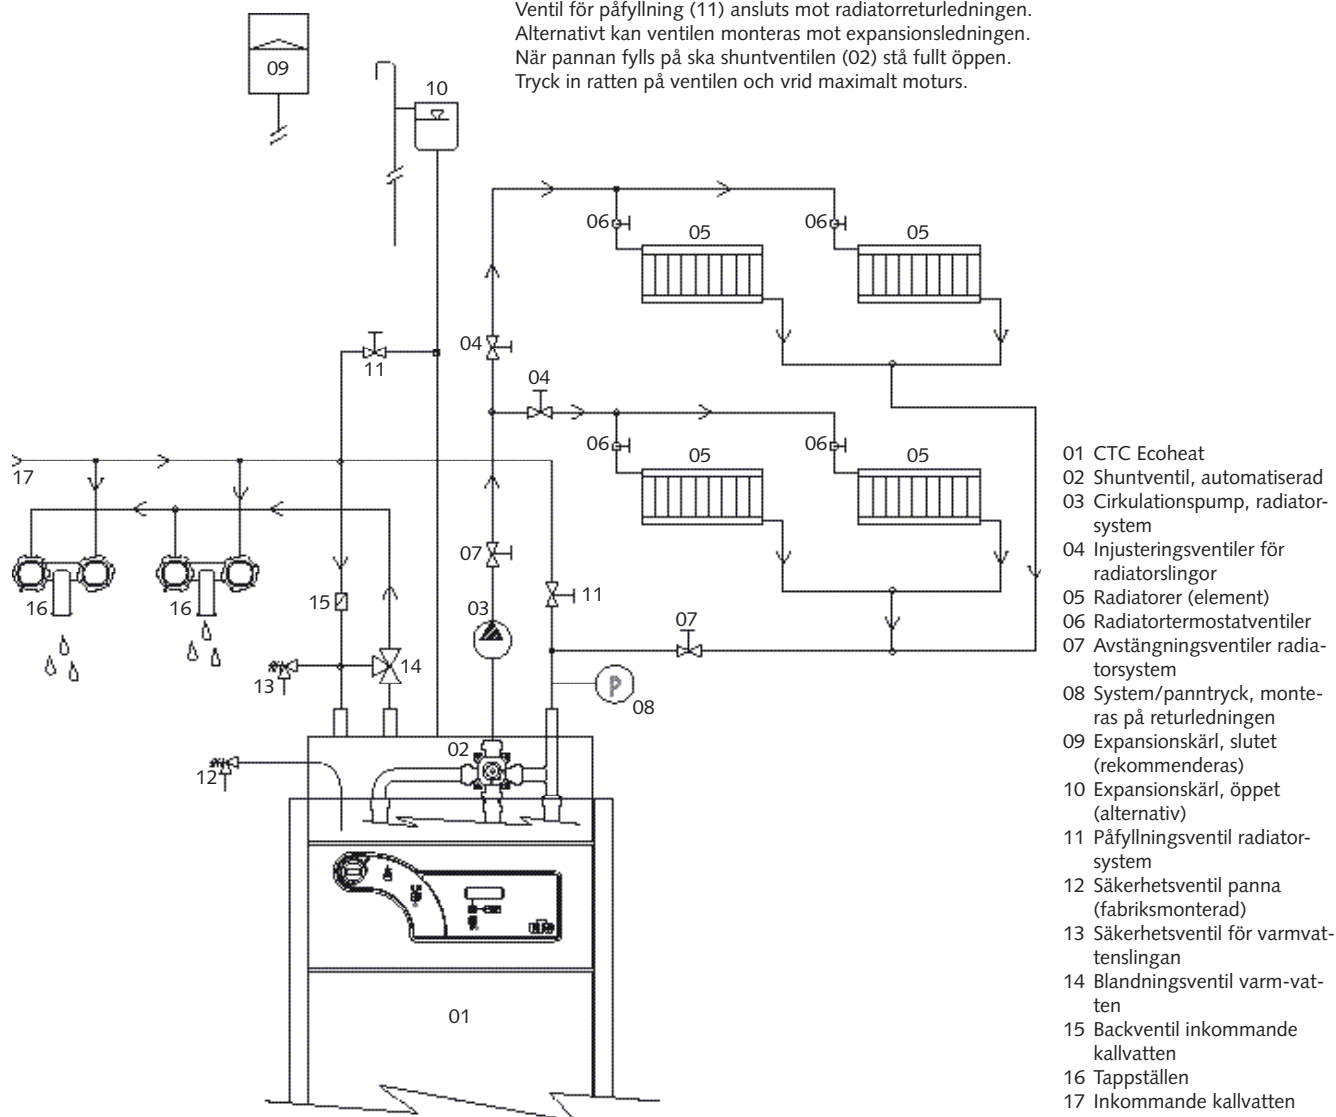 Ventil för påfyllning (11) ansluts mot radiatorreturledningen.
Alternativt kan ventilen monteras mot expansionsledningen.
När pannan fylls på ska shuntventilen (02) stå fullt öppen.
Tryck in ratten på ventilen och vrid maximalt moturs.
09
10
06
05
06
05
04
11
04
06
05
06
05
17
07
03
15
11
16
16
07
14
13
P
08
02
12
01
01 CTC Ecoheat
02 Shuntventil, automatiserad
03 Cirkulationspump, radiator-
system
04 Injusteringsventiler för
radiatorslingor
05 Radiatorer (element)
06 Radiatortermostatventiler
07 Avstängningsventiler radia-
torsystem
08 System/panntryck, monte-
ras på returledningen
09 Expansionskärl, slutet
(rekommenderas)
10 Expansionskärl, öppet
(alternativ)
11 Påfyllningsventil radiator-
system
12 Säkerhetsventil panna
(fabriksmonterad)
13 Säkerhetsventil för varmvat-
tenslingan
14 Blandningsventil varm-vat-
ten
15 Backventil inkommande
kallvatten
16 Tappställen
17 Inkommande kallvatten